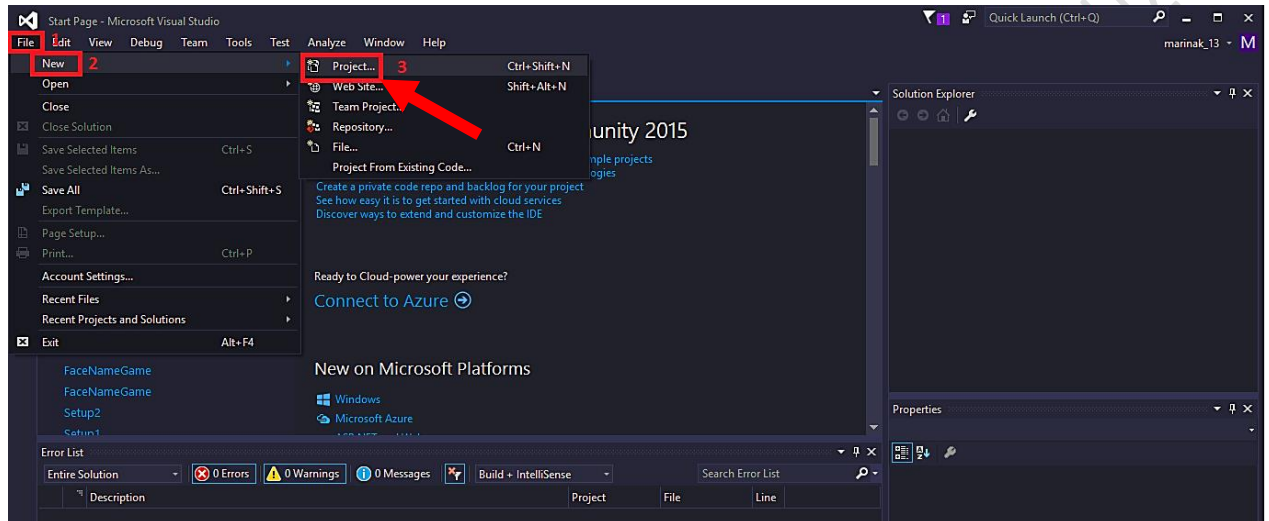 Start Page - Microsoft Visual Studio
1
Quick Launch (Ctrl+Q)
File 1 Edit View Debug Team Tools Test Analyze Window Help
marinak_13 M
New 2
Project... 3 Ctrl+Shift+N
Open
Web Site... Shift+Alt+N
Solution Explorer
Close
Team Project...
Close Solution
Repository...
unity 2015
Save Selected Items Ctrl+S
File... Ctrl+N
mple projects
Save Selected Items As...
Project From Existing Code...
ogies
Save All Ctrl+Shift+S
Create a private code repo and backlog for your project
See how easy it is to get started with cloud services
Export Template...
Discover ways to extend and customize the IDE
Page Setup...
Print... Ctrl+P
Account Settings...
Ready to Cloud-power your experience?
Recent Files
Connect to Azure
Recent Projects and Solutions
Exit Alt+F4
FaceNameGame
New on Microsoft Platforms
FaceNameGame
Windows
Setup2
Microsoft Azure
Properties
Setup1
Error List
Entire Solution 0 Errors 0 Warnings 0 Messages Build + IntelliSense Search Error List
Description Project File Line